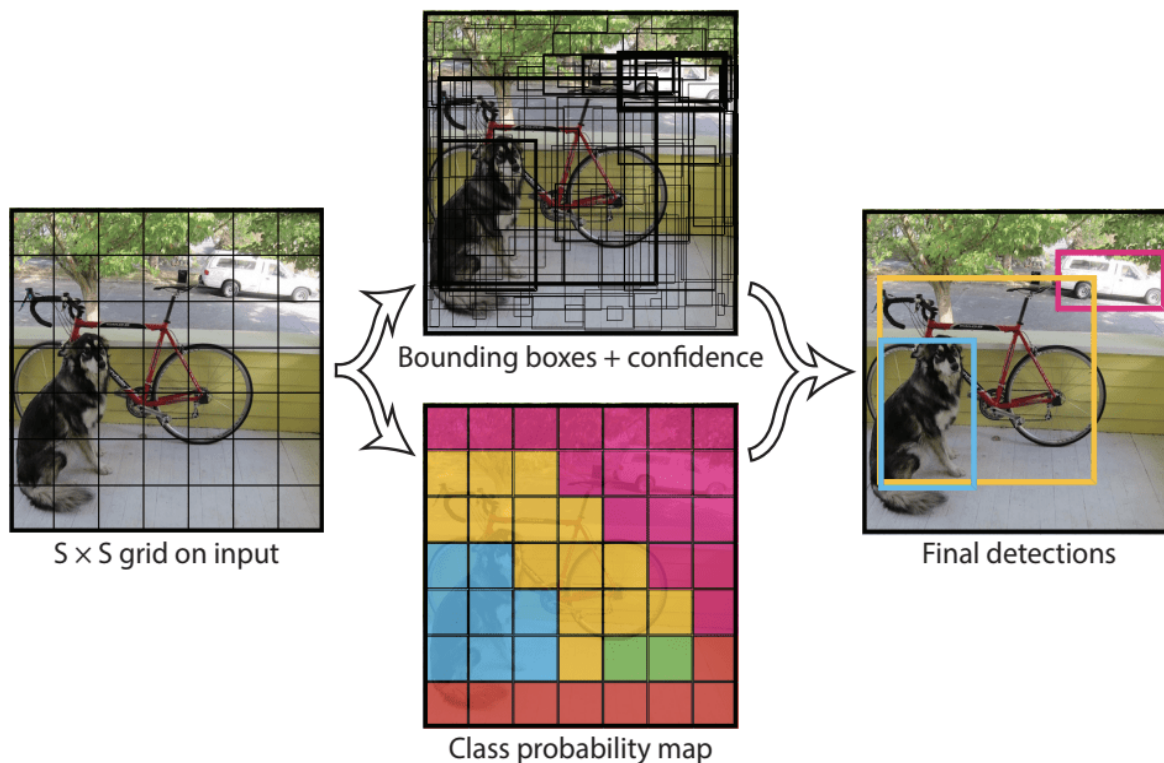 Bounding boxes + confidence
S × S grid on input
Final detections
Class probability map